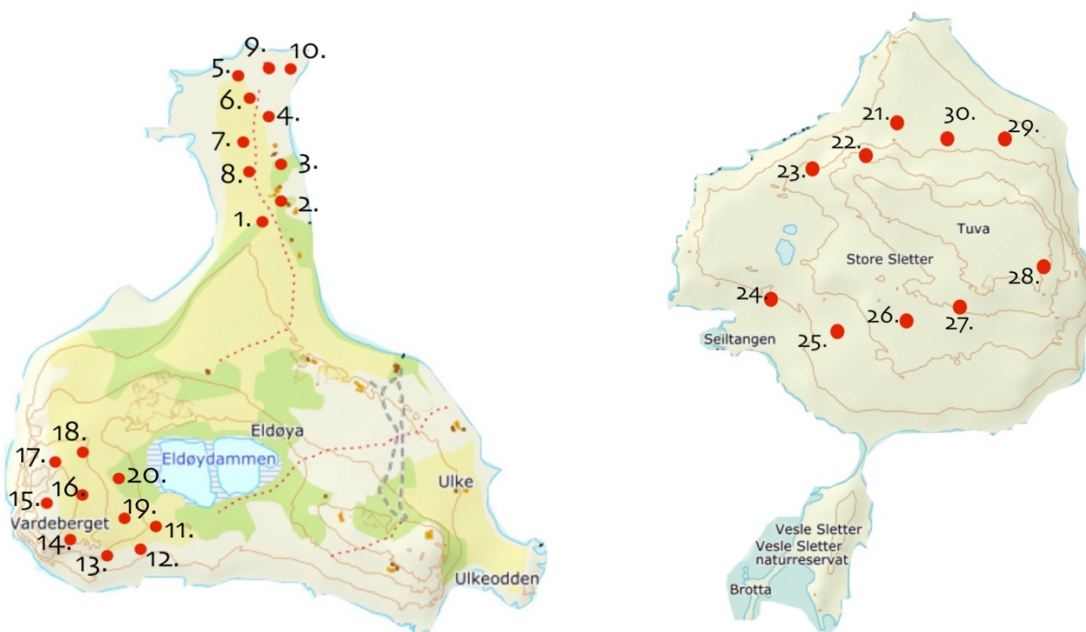 9.
10.
5.
6.
4.
7.
3.
8.
2.
1.
18.
17.
Eldøya
Eldøydammen
20.
16.
15.
Vardeberget
19.
11.
14.
13.
12.
Ulke
Ulkeodden
21.
30.
29.
22.
23.
Tuva
Store Sletter
28.
24.
26.
27.
25.
Seiltangen
Vesle Sletter
Vesle Sletter
naturreservat
Brotta